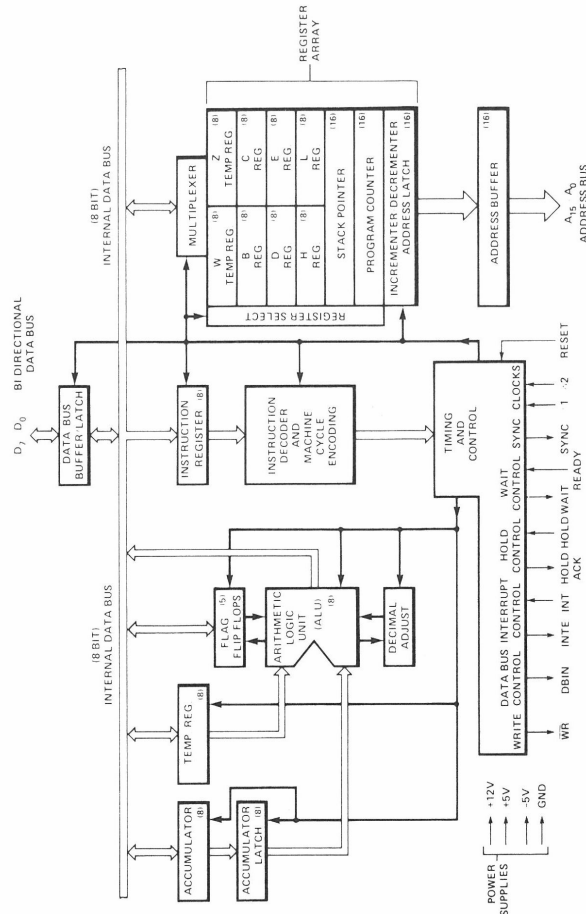 BI DIRECTIONAL
DATA BUS
D7 D0
DATA BUS
BUFFER/LATCH
(8 BIT)
INTERNAL DATA BUS
(8 BIT)
INTERNAL DATA BUS
ACCUMULATOR
(8)
ACCUMULATOR
LATCH
(8)
TEMP REG
(8)
FLAG
FLIP FLOPS
(5)
ARITHMETIC
LOGIC
UNIT
(ALU)
(8)
DECIMAL
ADJUST
INSTRUCTION
REGISTER
(8)
INSTRUCTION
DECODER
AND
MACHINE
CYCLE
ENCODING
MULTIPLEXER
REGISTER SELECT
W (8)
TEMP REG
Z (8)
TEMP REG
B (8)
REG
C (8)
REG
D (8)
REG
E (8)
REG
H (8)
REG
L (8)
REG
STACK POINTER (16)
PROGRAM COUNTER (16)
INCREMENTER DECREMENTER
ADDRESS LATCH (16)
REGISTER
ARRAY
TIMING
AND
CONTROL
DATA BUS INTERRUPT HOLD WAIT
WRITE CONTROL CONTROL CONTROL CONTROL SYNC CLOCKS
ADDRESS BUFFER (16)
POWER
SUPPLIES
+12V
+5V
-5V
GND
WR DBIN INTE INT HOLD HOLD WAIT
ACK
READY
SYNC 1 2 RESET
A15 A0
ADDRESS BUS